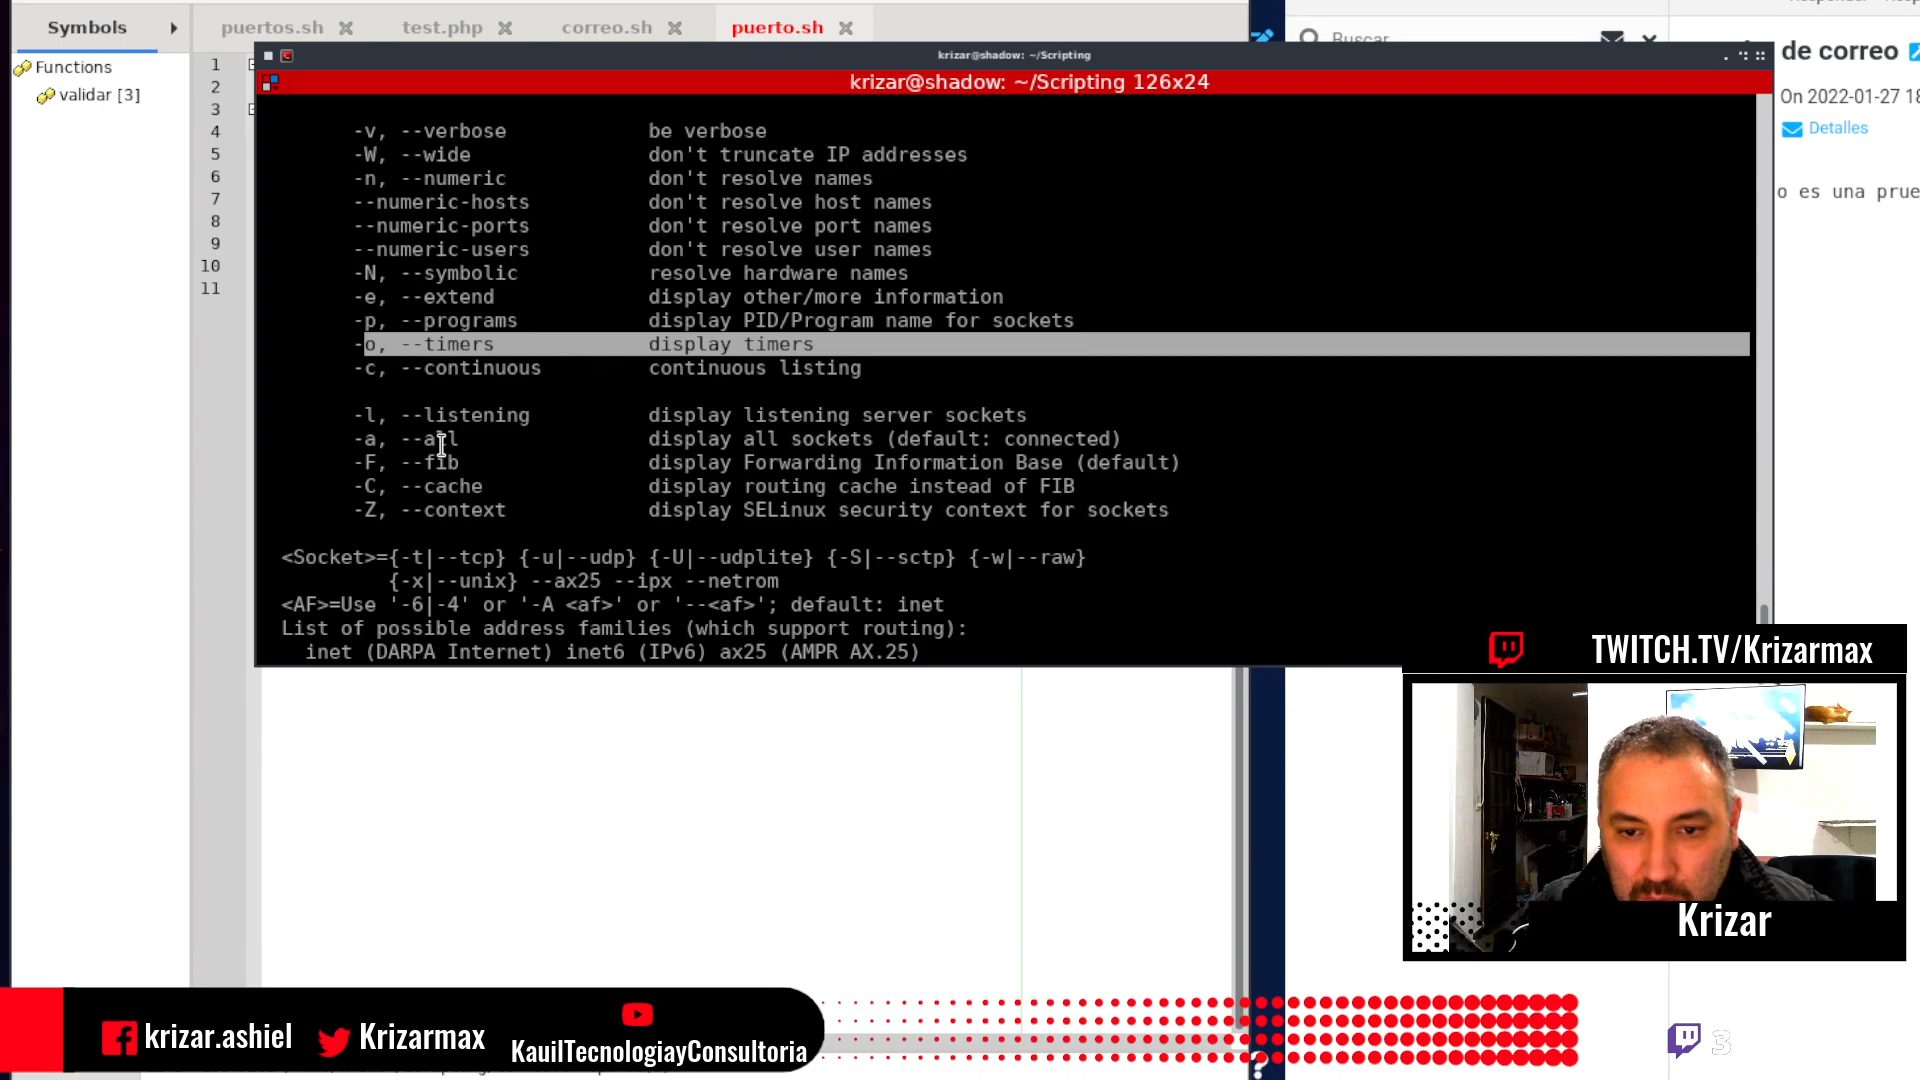 Symbols
puertos.sh
test.php
correo.sh
puerto.sh
Functions
validar [3]
1
2
3
4
5
6
7
8
9
10
11
krizar@shadow: ~/Scripting
krizar@shadow: ~/Scripting 126x24
-v, --verbose be verbose
-W, --wide don't truncate IP addresses
-n, --numeric don't resolve names
--numeric-hosts don't resolve host names
--numeric-ports don't resolve port names
--numeric-users don't resolve user names
-N, --symbolic resolve hardware names
-e, --extend display other/more information
-p, --programs display PID/Program name for sockets
-o, --timers display timers
-c, --continuous continuous listing
-l, --listening display listening server sockets
-a, --all display all sockets (default: connected)
-F, --fib display Forwarding Information Base (default)
-C, --cache display routing cache instead of FIB
-Z, --context display SELinux security context for sockets
<Socket>={-t|--tcp} {-u|--udp} {-U|--udplite} {-S|--sctp} {-w|--raw}
{-x|--unix} --ax25 --ipx --netrom
<AF>=Use '-6|-4' or '-A <af>' or '--<af>'; default: inet
List of possible address families (which support routing):
inet (DARPA Internet) inet6 (IPv6) ax25 (AMPR AX.25)
Buscar
de correo
On 2022-01-27 18
Detalles
o es una prue
TWITCH.TV/Krizarmax
Krizar
krizar.ashiel
Krizarmax
KauilTecnologiayConsultoria
3